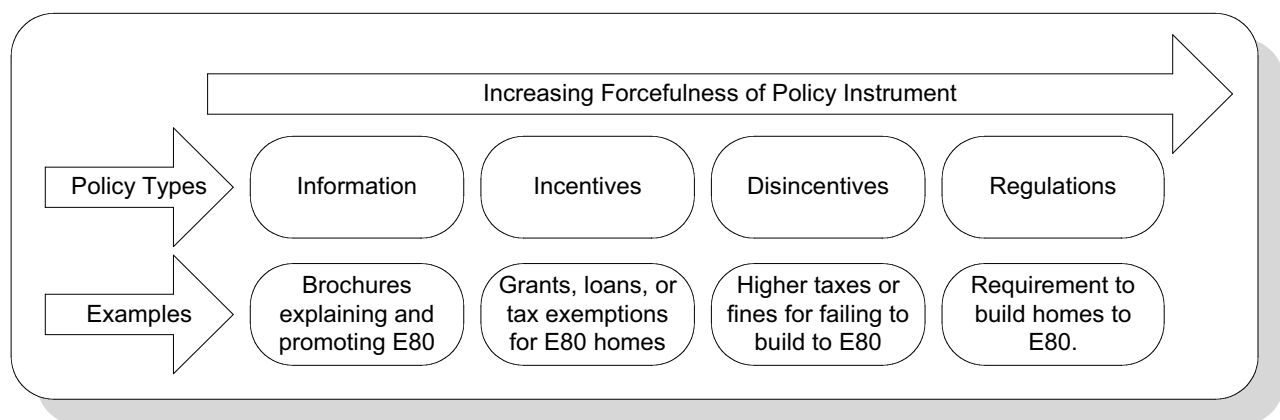 Increasing Forcefulness of Policy Instrument
Policy Types
Information
Incentives
Disincentives
Regulations
Examples
Brochures
explaining and
promoting E80
Grants, loans, or
tax exemptions
for E80 homes
Higher taxes or
fines for failing to
build to E80
Requirement to
build homes to
E80.